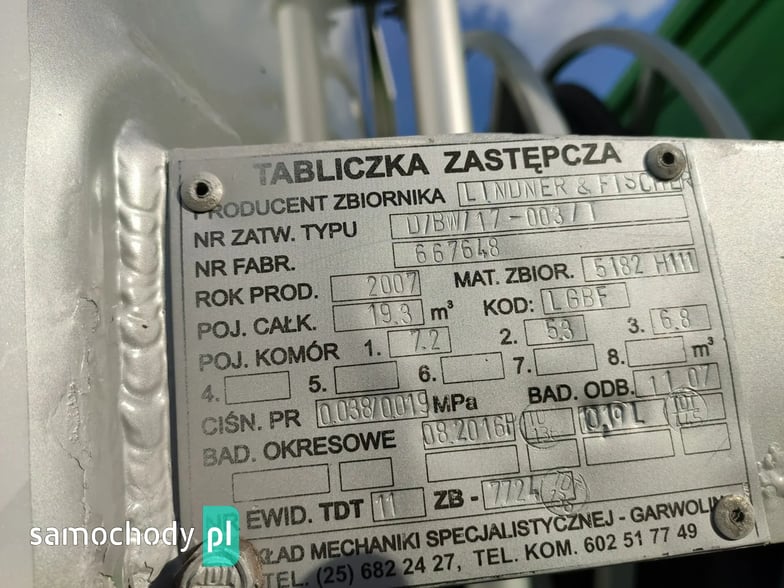 TABLICZKA ZASTĘPCZA
PRODUCENT ZBIORNIKA LINDNER & FISCHER
NR ZATW. TYPU D/BW/17-003/1
NR FABR. 667648
ROK PROD. 2007 MAT. ZBIOR. 5182 H111
POJ. CAŁK. 19.3 m³ KOD: LGBF
POJ. KOMÓR 1. 7.2 2. 5.3 3. 6.8
4. 5. 6. 7. 8. m³
CIŚN. PR 0.038/0.019 MPa BAD. ODB. 11.07
BAD. OKRESOWE 08.2016
NR EWID. TDT 11 ZB - 7724
ZAKŁAD MECHANIKI SPECJALISTYCZNEJ - GARWOLIN
TEL. (25) 682 24 27, TEL. KOM. 602 51 77 49
samochody.pl